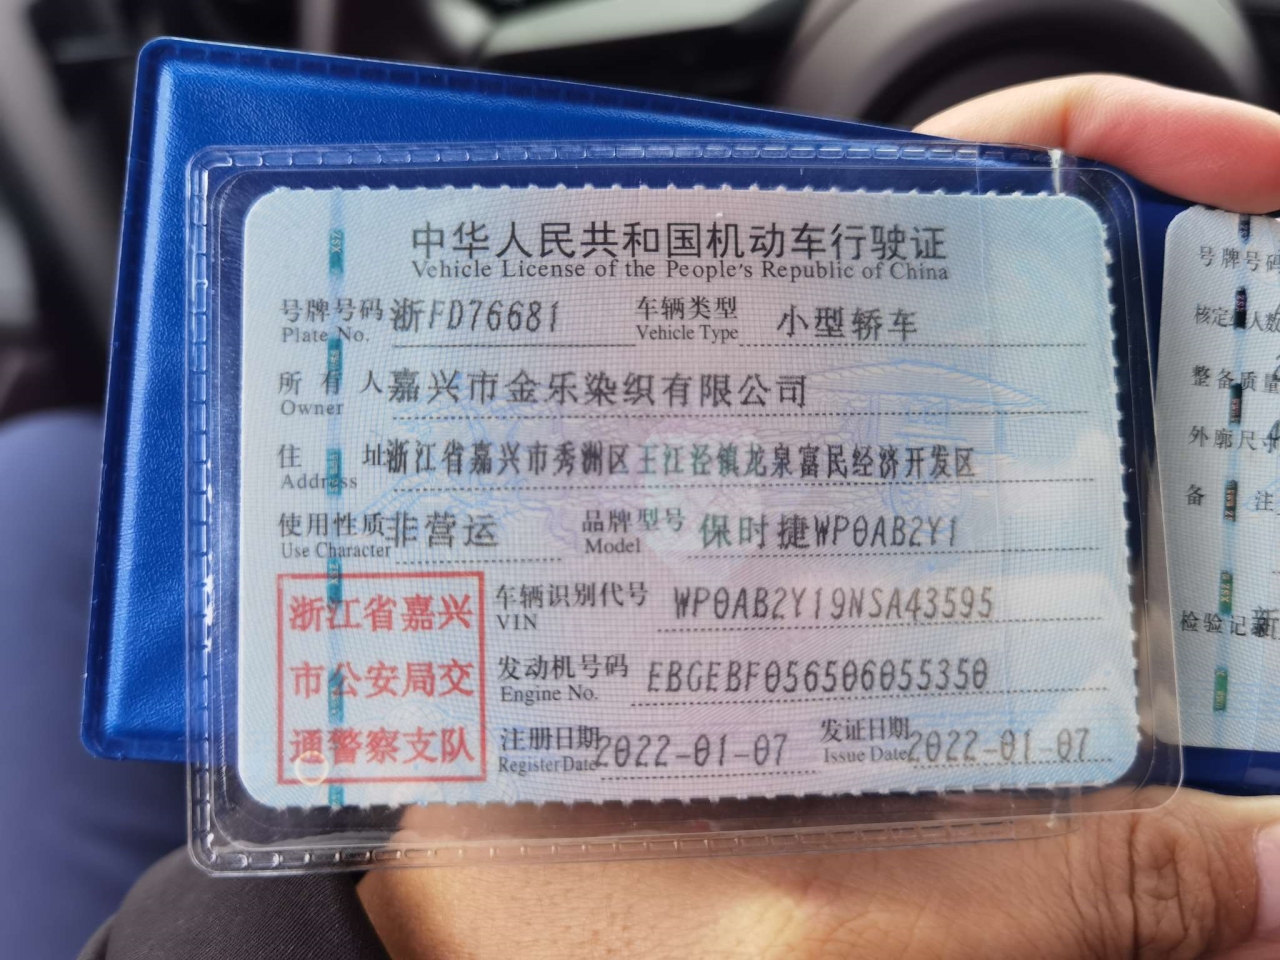 中华人民共和国机动车行驶证
Vehicle License of the People's Republic of China
号牌号码 浙FD76681 车辆类型 小型轿车
Plate No. Vehicle Type
所有人 嘉兴市金乐染织有限公司
Owner
住址 浙江省嘉兴市秀洲区王江泾镇龙泉富民经济开发区
Address
使用性质 非营运 品牌型号 保时捷WP0AB2Y1
Use Character Model
浙江省嘉兴
市公安局交
通警察支队
车辆识别代号 WP0AB2Y19NSA43595
VIN
发动机号码 EBGEBF056506055350
Engine No.
注册日期 2022-01-07 发证日期 2022-01-07
Register Date Issue Date
号牌号码
核定载人数
整备质量
外廓尺寸
备注
检验记录